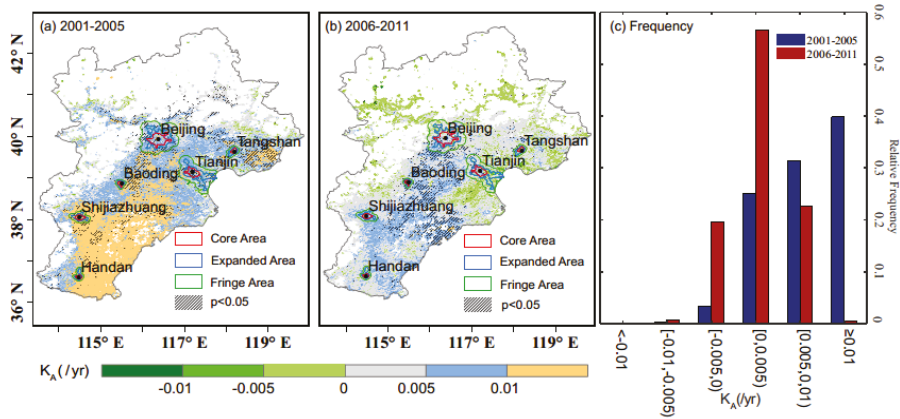 (a) 2001-2005
42° N
40° N
38° N
36° N
Beijing
Tangshan
Tianjin
Baoding
Shijiazhuang
Handan
Core Area
Expanded Area
Fringe Area
p<0.05
115° E
117° E
119° E
(b) 2006-2011
Beijing
Tangshan
Tianjin
Baoding
Shijiazhuang
Handan
Core Area
Expanded Area
Fringe Area
p<0.05
115° E
117° E
119° E
K_A(/yr)
-0.01
-0.005
0
0.005
0.01
(c) Frequency
2001-2005
2006-2011
0.6
0.5
0.4
0.3
0.2
0.1
0
Relative Frequency
<-0.01
[-0.01,-0.005)
[-0.005,0)
[0,0.005)
[0.005,0.01)
≥0.01
K_A(/yr)